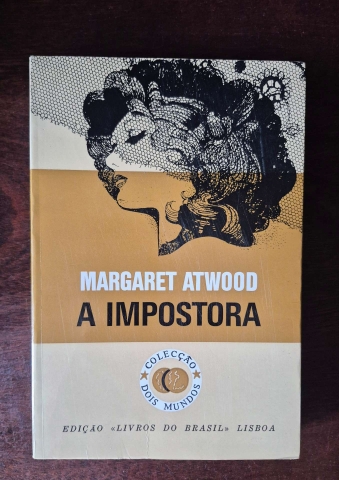 MARGARET ATWOOD
A IMPOSTORA
COLECÇÃO
DOIS MUNDOS
EDIÇÃO «LIVROS DO BRASIL» LISBOA